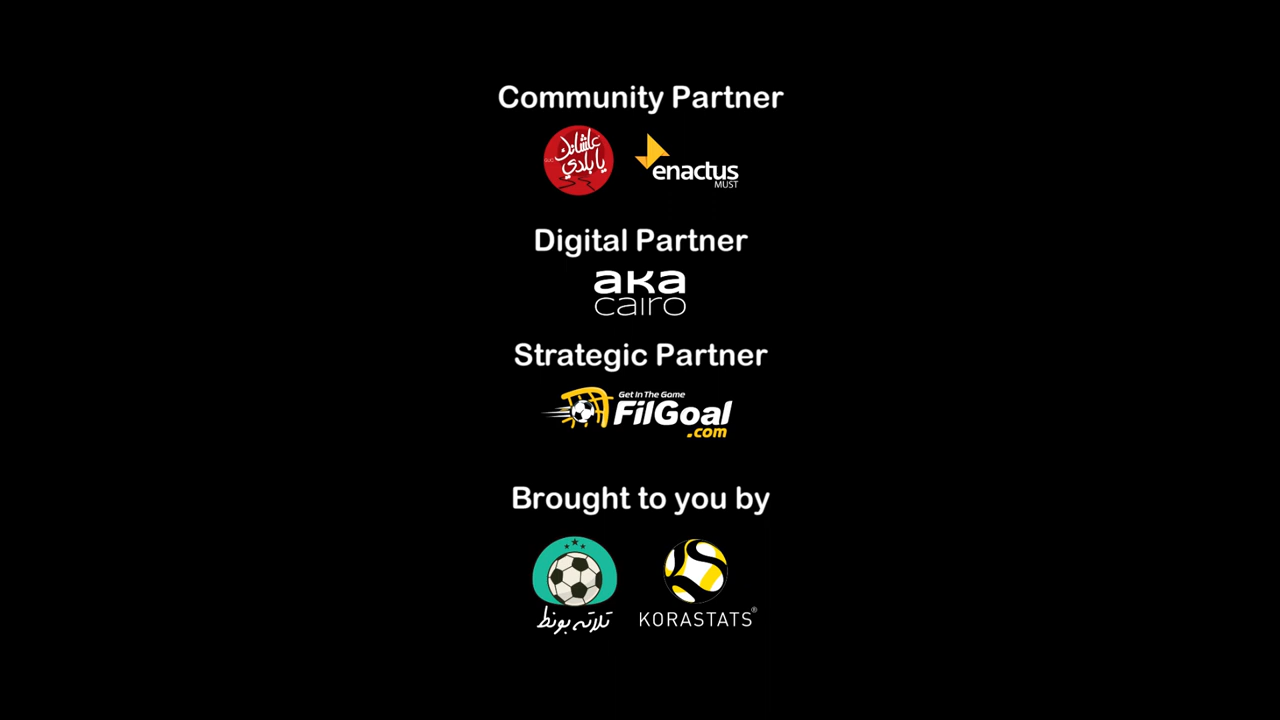 Community Partner
علشانك
يا بلدي
enactus
MUST
Digital Partner
aka
cairo
Strategic Partner
Get In The Game
FilGoal
.com
Brought to you by
تلاته بونط
KORASTATS®